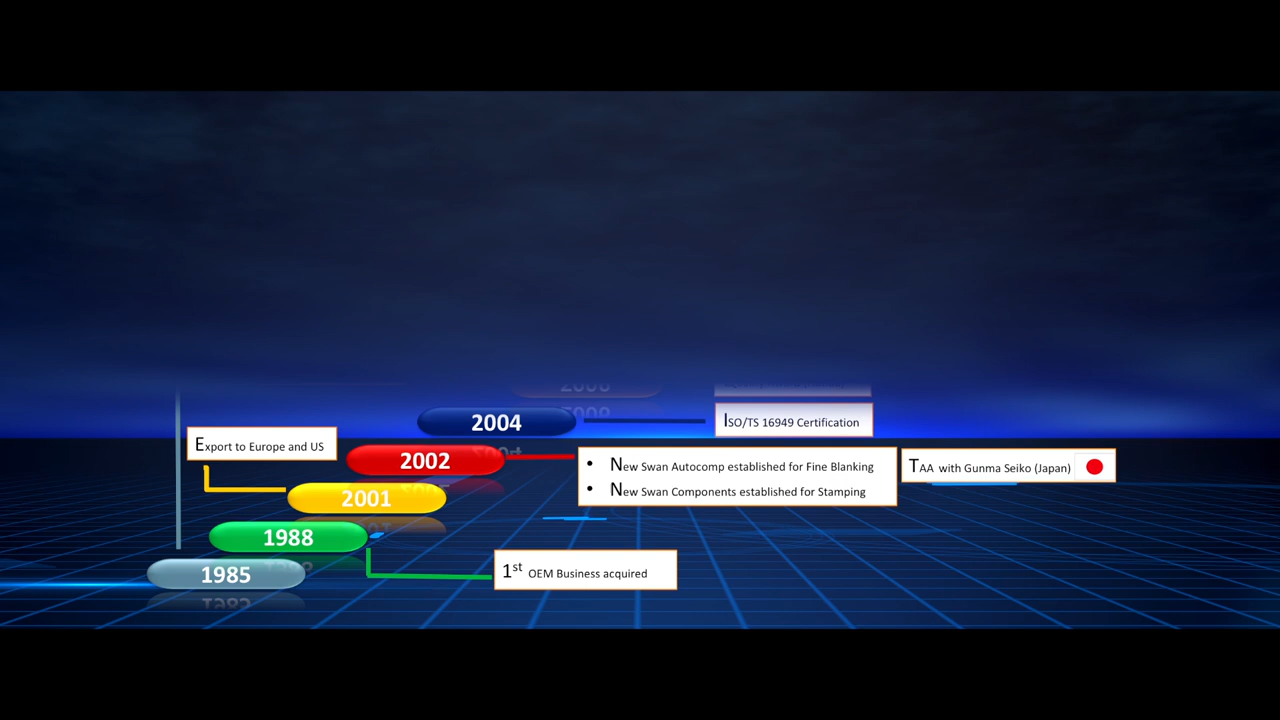 2004
ISO/TS 16949 Certification
Export to Europe and US
2002
• New Swan Autocomp established for Fine Blanking
• New Swan Components established for Stamping
TAA with Gunma Seiko (Japan)
2001
1988
1st OEM Business acquired
1985